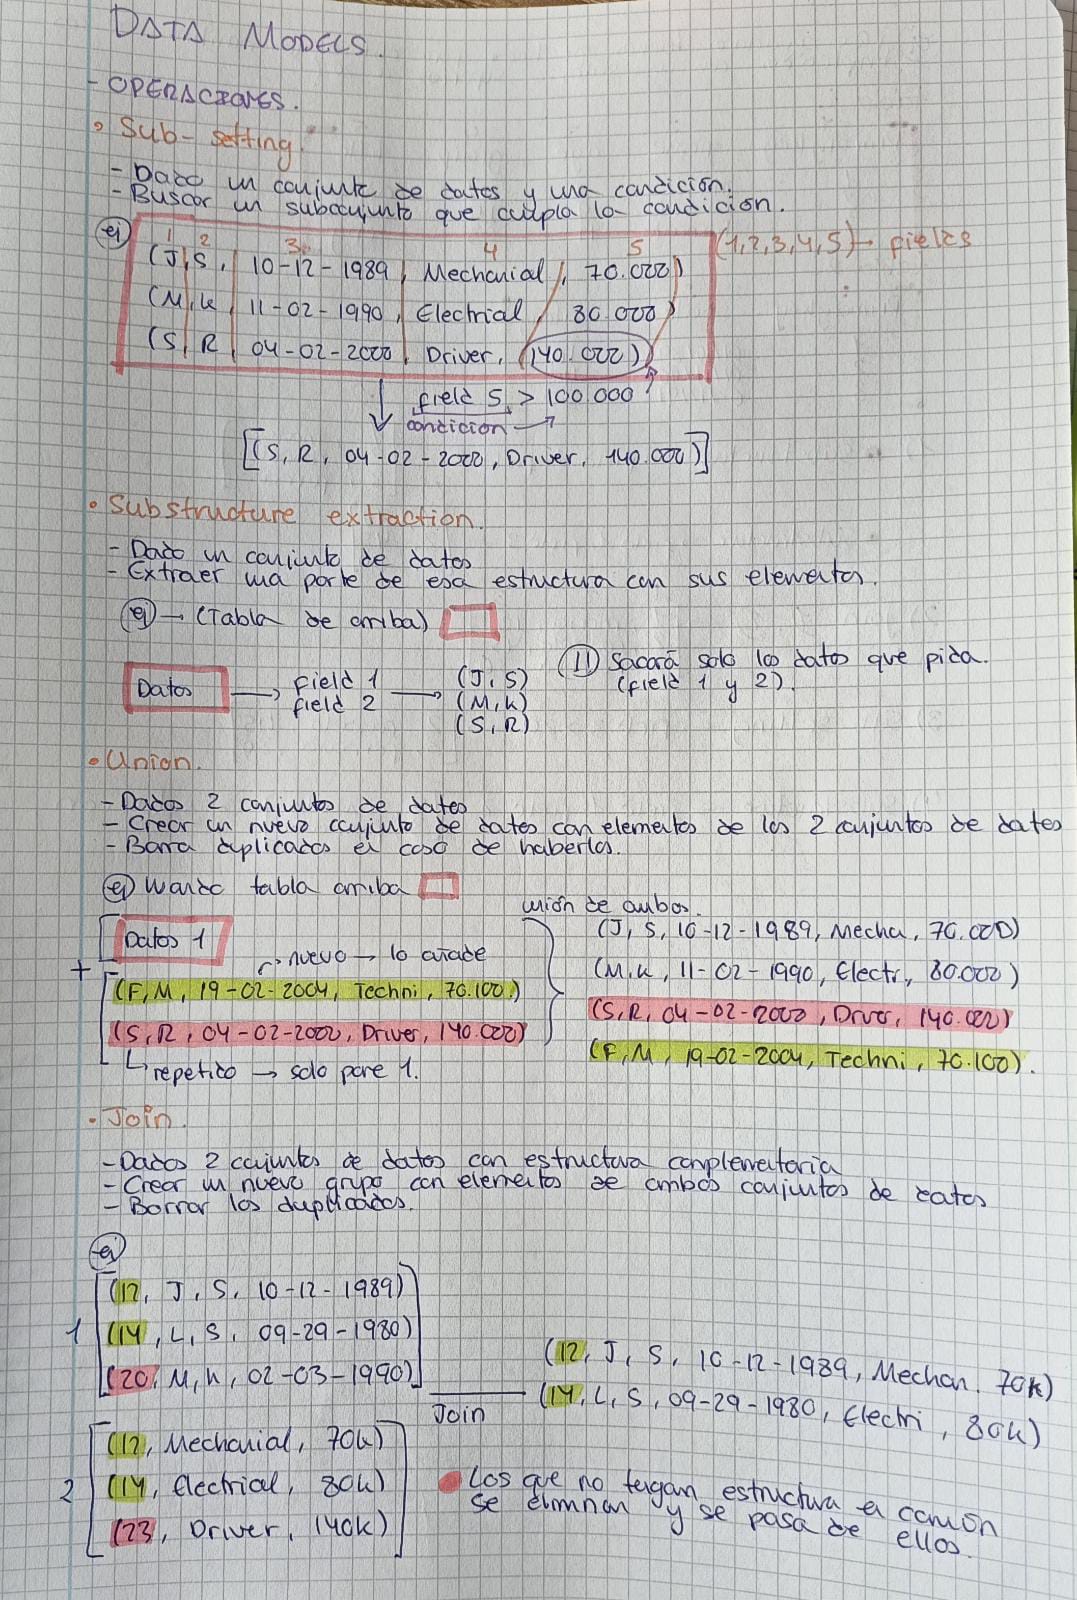 DATA MODELS.
- OPERACIONES.
• Sub-setting.
- Dado un conjunto de datos y una condición.
- Buscar un subconjunto que cumpla la condición.
ej
1 2 3. 4 5
(J, S, 10-12-1989, Mechanial, 70.000)
(1,2,3,4,5) → fields
(M, K, 11-02-1990, Electrial, 80.000)
(S, R, 04-02-2000, Driver, (140.000))
↓ field 5 > 100.000
condición →
[(S, R, 04-02-2000, Driver, 140.000)]
• Substructure extraction.
- Dado un conjunto de datos
- Extraer una parte de esa estructura con sus elementos.
ej → (Tabla de arriba)
Datos → field 1
field 2 → (J, S)
(M, K)
(S, R)
(!!) Sacará solo los datos que pida.
(field 1 y 2).
• Union.
- Dados 2 conjuntos de datos
- Crear un nuevo conjunto de datos con elementos de los 2 conjuntos de datos
- Borra duplicados en caso de haberlos.
ej Usando tabla arriba
unión de ambos.
Datos 1
→ nuevo → lo añade
+
(F, M, 19-02-2004, Techni, 70.100)
(S, R, 04-02-2000, Driver, 140.000)
↳ repetido → solo pone 1.
(J, S, 10-12-1989, Mecha, 70.000)
(M, K, 11-02-1990, Electr, 80.000)
(S, R, 04-02-2000, Drver, 140.000)
(F, M, 19-02-2004, Techni, 70.100).
• Join.
- Dados 2 conjuntos de datos con estructura complementaria
- Crear un nuevo grupo con elementos de ambos conjuntos de datos
- Borrar los duplicados.
ej
1
(12, J, S, 10-12-1989)
(14, L, S, 09-29-1980)
(20, M, K, 02-03-1990)
Join
2
(12, Mechanial, 70k)
(14, Electrical, 80k)
(23, Driver, 140k)
(12, J, S, 10-12-1989, Mechan. 70k)
(14, L, S, 09-29-1980, Electri, 80k)
Los que no tengan estructura en común
se eliminan y se pasa de
ellos.